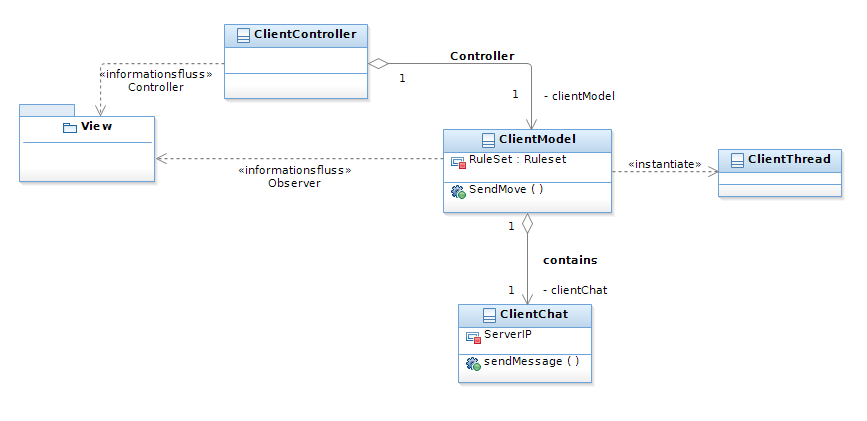 ClientController
Controller
1
«informationsfluss»
Controller
1
- clientModel
View
ClientModel
RuleSet : Ruleset
SendMove ( )
«informationsfluss»
Observer
«instantiate»
ClientThread
1
contains
1
- clientChat
ClientChat
ServerIP
sendMessage ( )